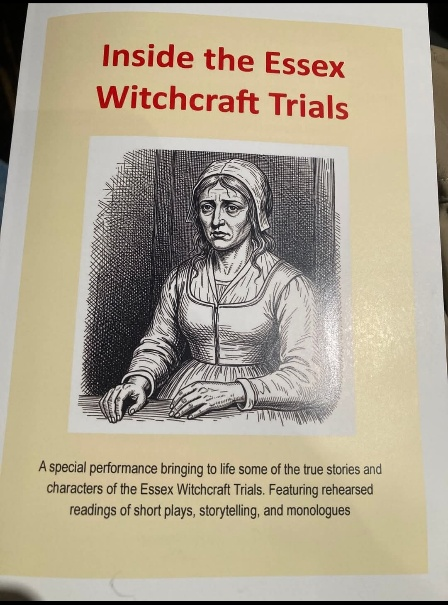 Inside the Essex
Witchcraft Trials
A special performance bringing to life some of the true stories and
characters of the Essex Witchcraft Trials. Featuring rehearsed
readings of short plays, storytelling, and monologues